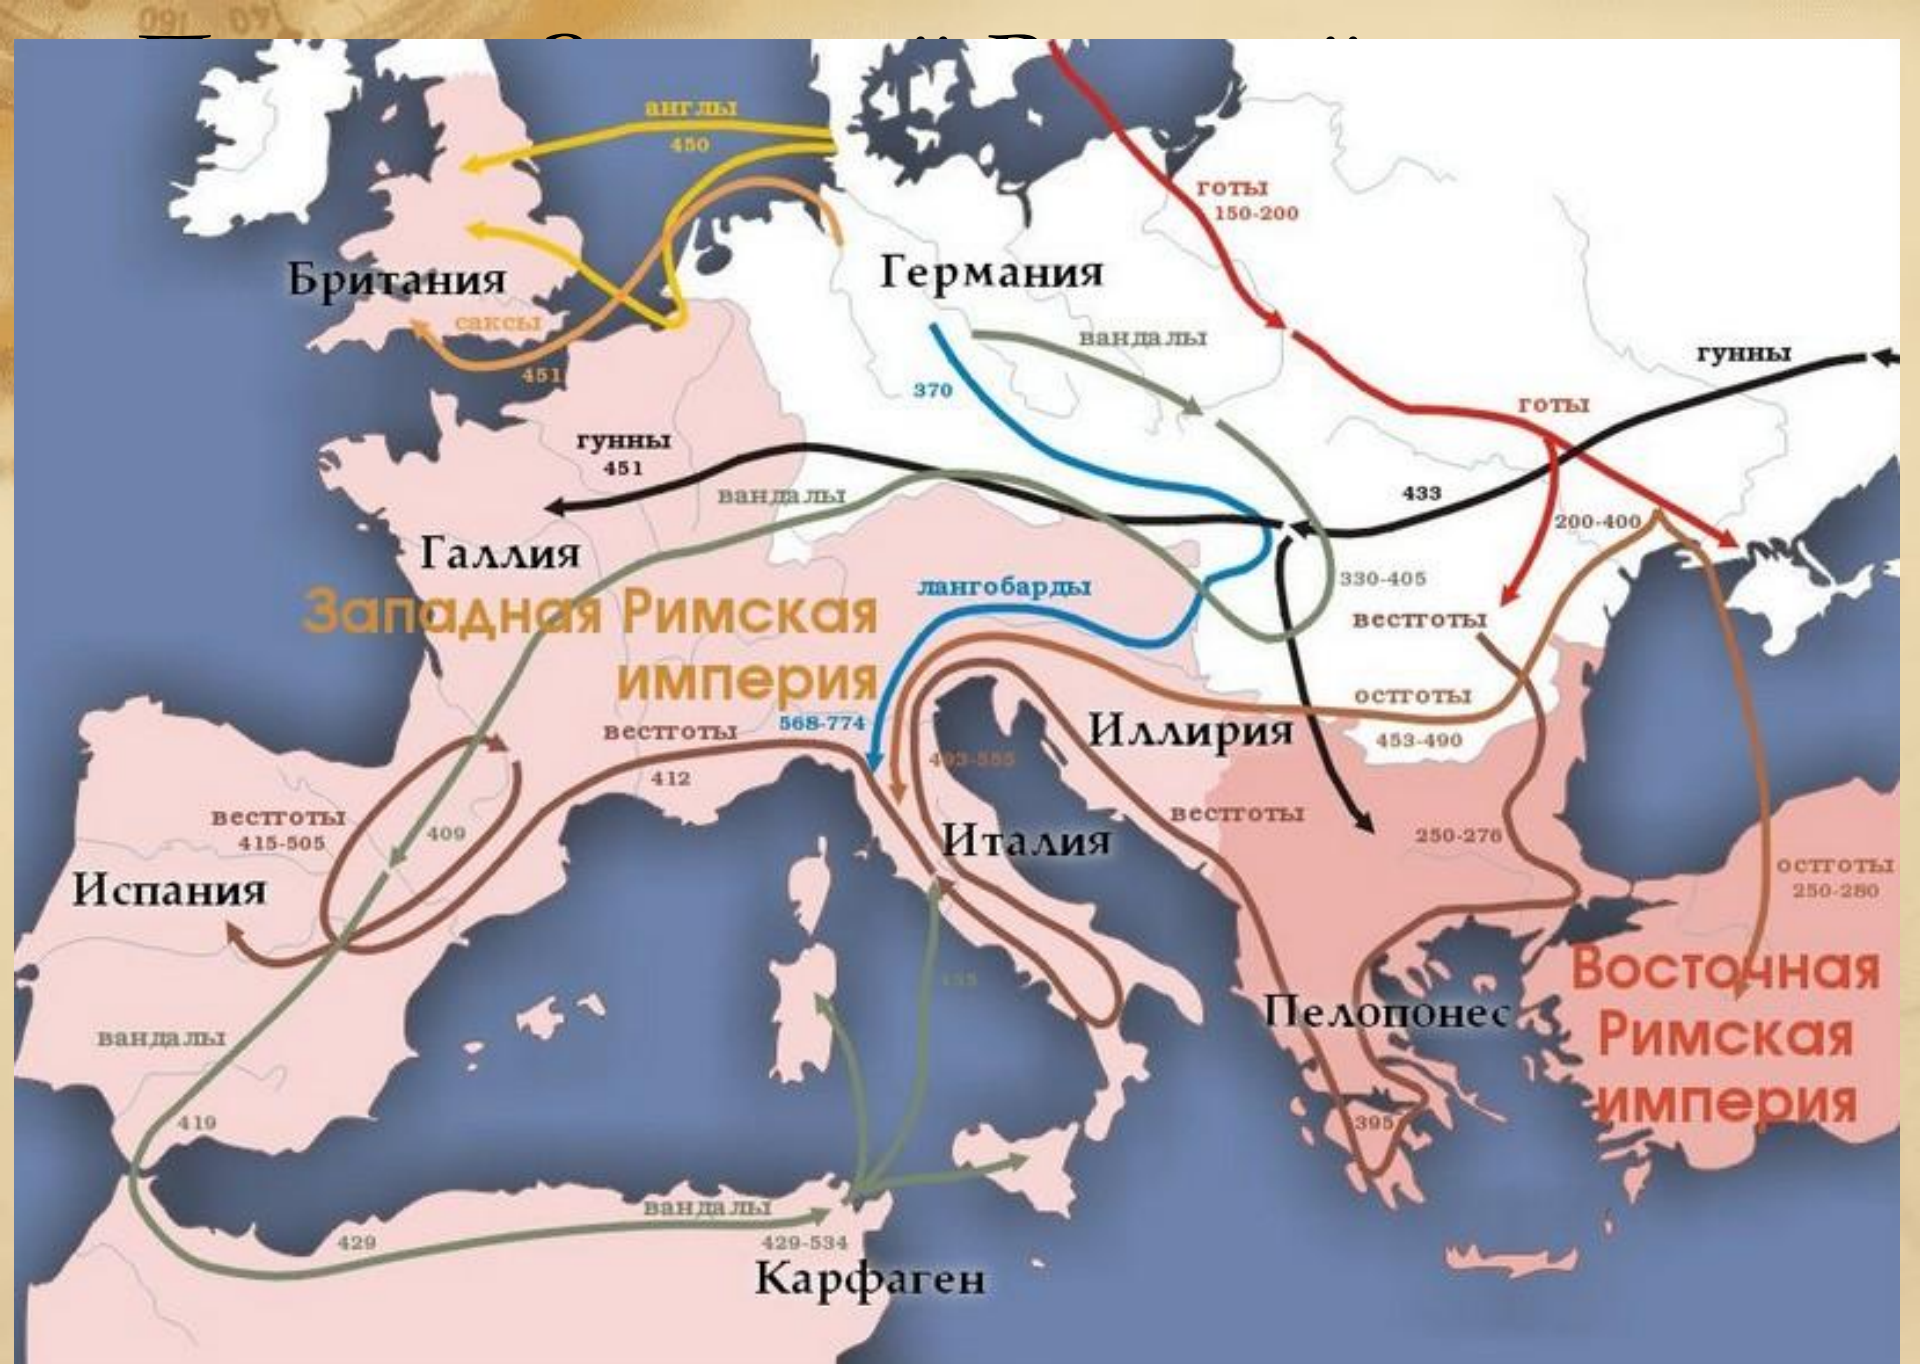 англы
450
готы
150-200
Британия
Германия
саксы
451
вандалы
гунны
370
готы
гунны
451
вандалы
433
200-400
Галлия
лангобарды
330-405
Западная Римская
империя
вестготы
остготы
453-490
568-774
вестготы
412
Иллирия
493-555
вестготы
415-505
409
вестготы
250-276
Италия
остготы
250-280
Испания
Восточная
Римская
империя
Пелопонес
вандалы
419
395
вандалы
429
429-534
Карфаген